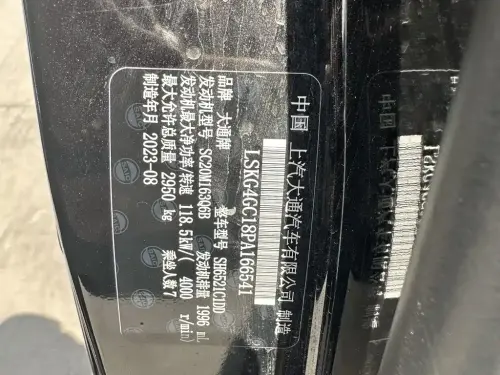 中国 上汽大通汽车有限公司 制造
LSKG4GC18PA166541
品牌 大通牌 整车型号 SH6521C1DD
发动机型号 SC20M163Q6B 发动机排量 1996 mL
发动机最大净功率/转速 118.5kW/( 4000 r/min)
最大允许总质量 2950 kg 乘坐人数 7
制造年月 2023-08